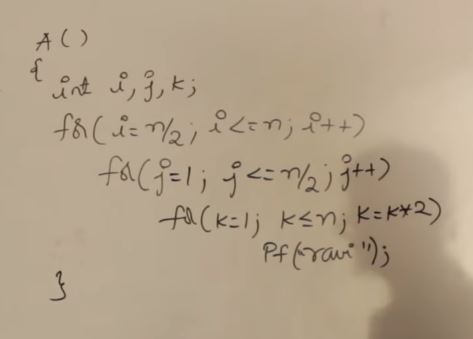 A()
{
int i, j, k;
for(i=n/2; i<=n; i++)
for(j=1; j<=n/2; j++)
for(k=1; k≤n; k=k*2)
Pf("ravi");
}